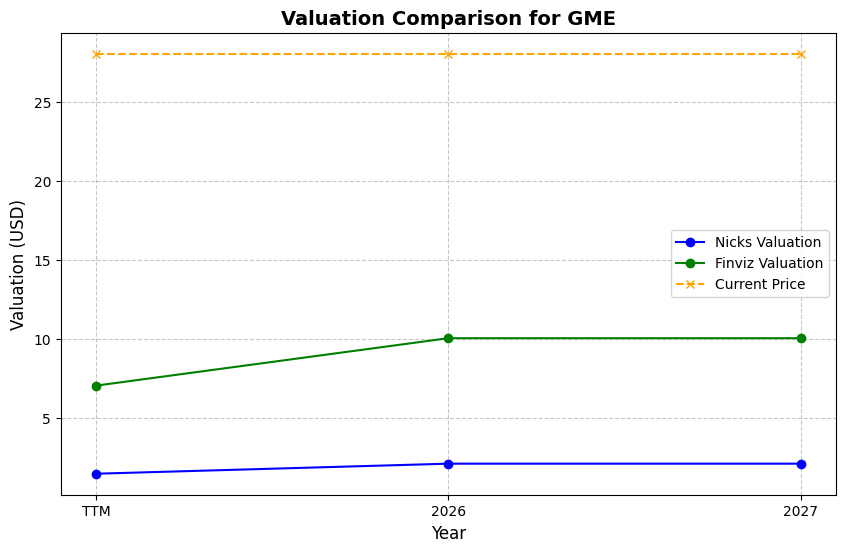 Valuation Comparison for GME
Valuation (USD)
25
20
15
10
5
Nicks Valuation
Finviz Valuation
Current Price
TTM
2026
2027
Year